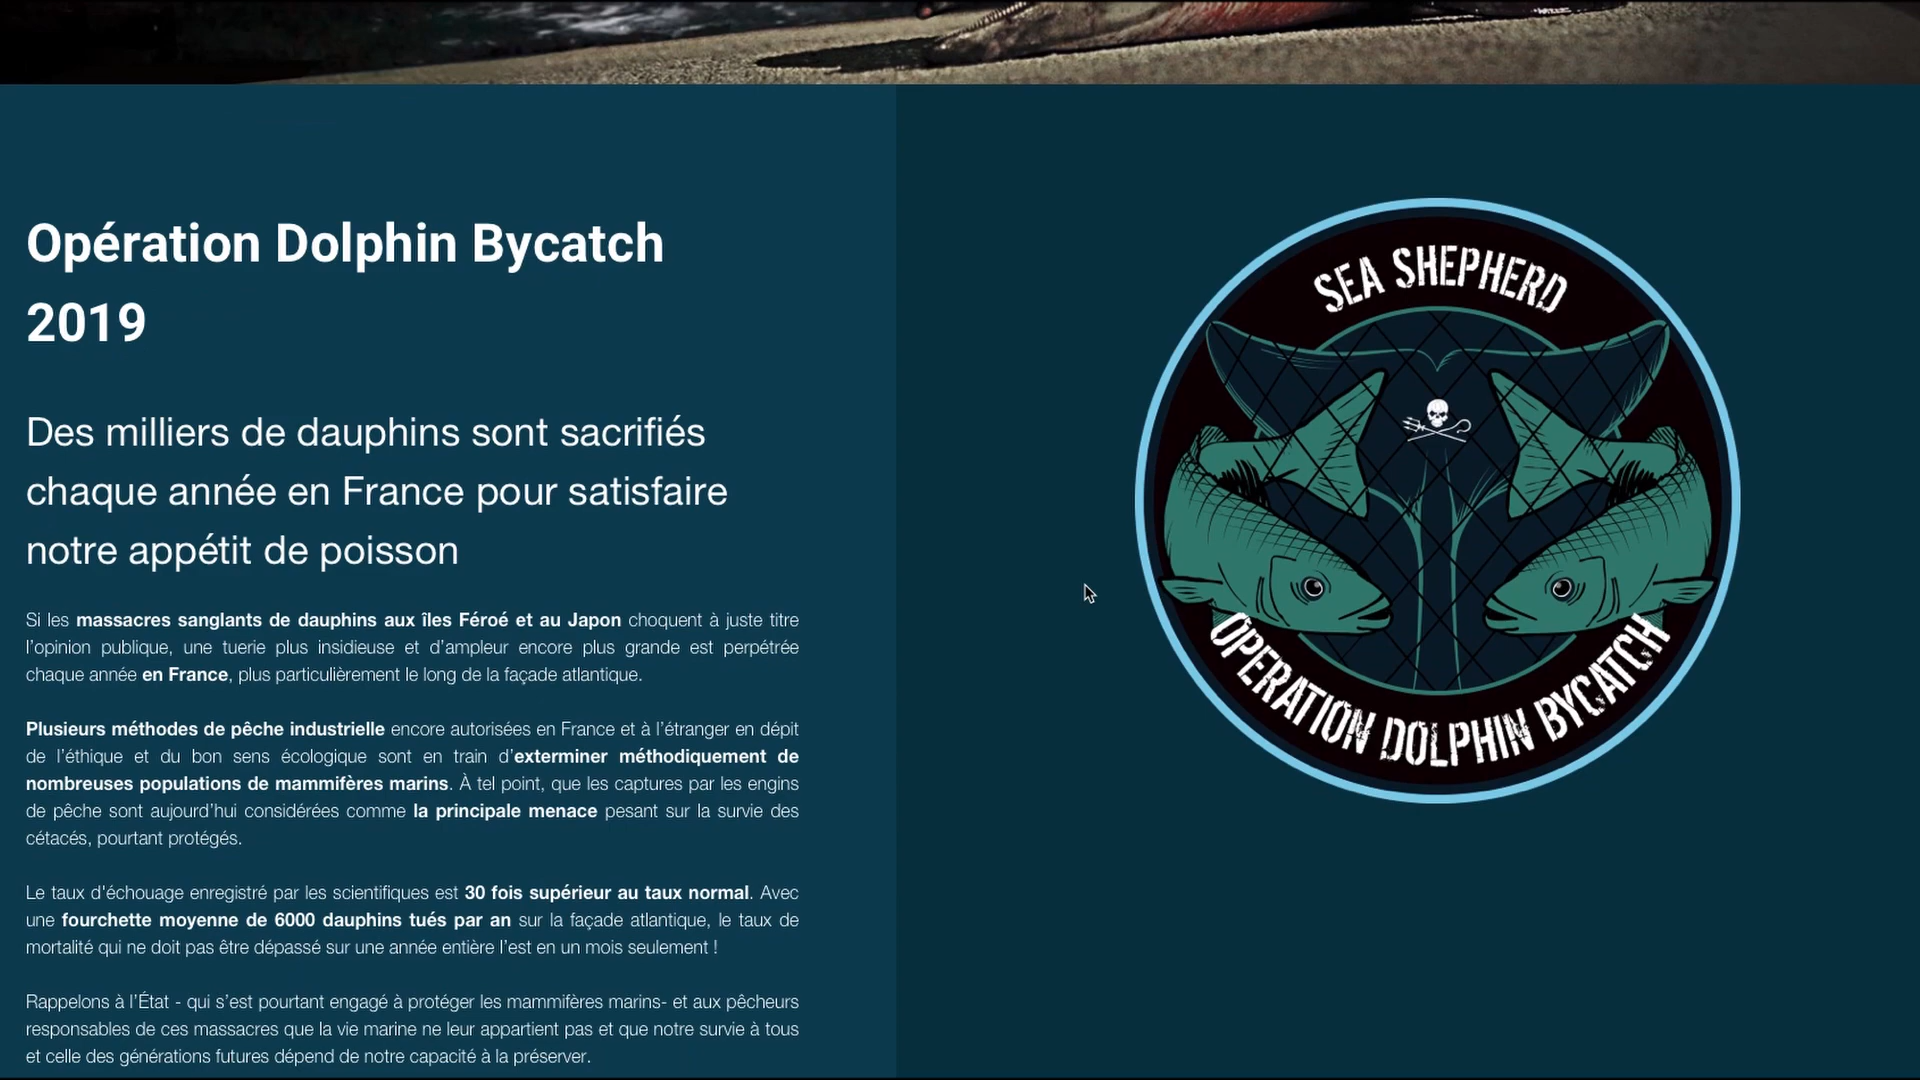 Opération Dolphin Bycatch
2019
Des milliers de dauphins sont sacrifiés
chaque année en France pour satisfaire
notre appétit de poisson
Si les massacres sanglants de dauphins aux îles Féroé et au Japon choquent à juste titre
l’opinion publique, une tuerie plus insidieuse et d’ampleur encore plus grande est perpétrée
chaque année en France, plus particulièrement le long de la façade atlantique.
Plusieurs méthodes de pêche industrielle encore autorisées en France et à l’étranger en dépit
de l’éthique et du bon sens écologique sont en train d’exterminer méthodiquement de
nombreuses populations de mammifères marins. À tel point, que les captures par les engins
de pêche sont aujourd’hui considérées comme la principale menace pesant sur la survie des
cétacés, pourtant protégés.
Le taux d'échouage enregistré par les scientifiques est 30 fois supérieur au taux normal. Avec
une fourchette moyenne de 6000 dauphins tués par an sur la façade atlantique, le taux de
mortalité qui ne doit pas être dépassé sur une année entière l’est en un mois seulement !
Rappelons à l’État - qui s’est pourtant engagé à protéger les mammifères marins- et aux pêcheurs
responsables de ces massacres que la vie marine ne leur appartient pas et que notre survie à tous
et celle des générations futures dépend de notre capacité à la préserver.
SEA SHEPHERD
OPERATION DOLPHIN BYCATCH